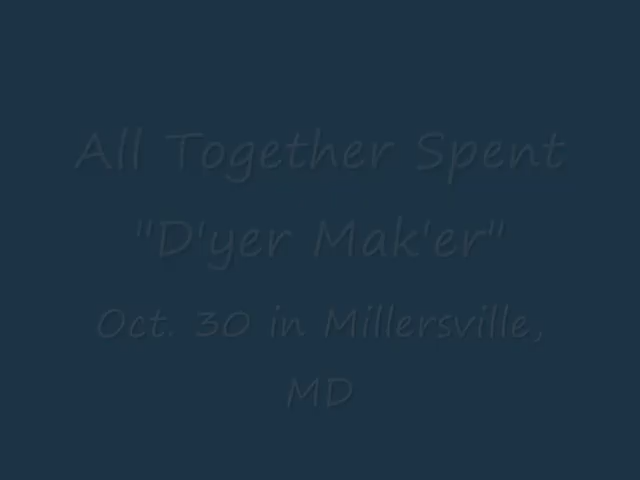 All Together Spent
"D'yer Mak'er"
Oct. 30 in Millersville,
MD